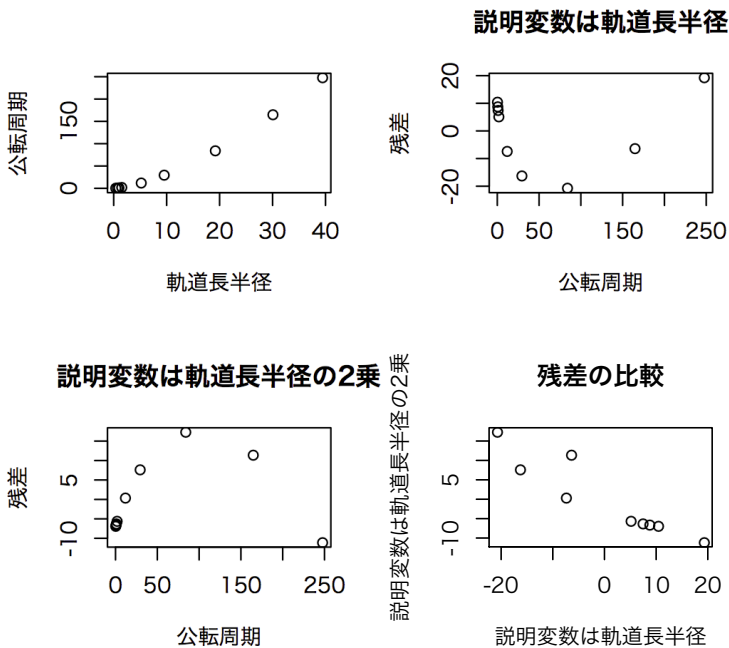 公転周期
0 150
0 10 20 30 40
軌道長半径
説明変数は軌道長半径
残差
-20 0 20
0 50 150 250
公転周期
説明変数は軌道長半径の2乗
残差
-10 5
0 50 150 250
公転周期
残差の比較
説明変数は軌道長半径の2乗
-10 5
-20 0 10 20
説明変数は軌道長半径